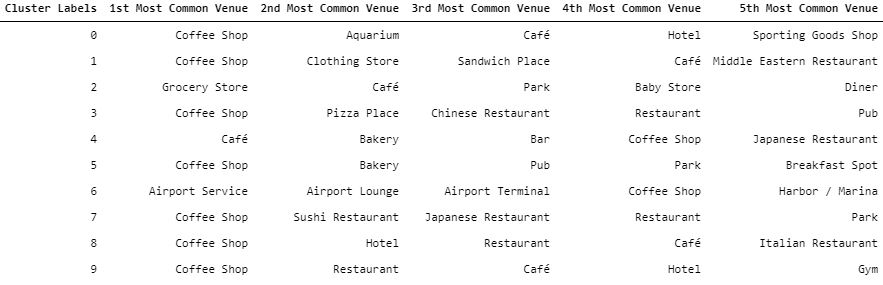 Cluster Labels 1st Most Common Venue 2nd Most Common Venue 3rd Most Common Venue 4th Most Common Venue 5th Most Common Venue
0 Coffee Shop Aquarium Café Hotel Sporting Goods Shop
1 Coffee Shop Clothing Store Sandwich Place Café Middle Eastern Restaurant
2 Grocery Store Café Park Baby Store Diner
3 Coffee Shop Pizza Place Chinese Restaurant Restaurant Pub
4 Café Bakery Bar Coffee Shop Japanese Restaurant
5 Coffee Shop Bakery Pub Park Breakfast Spot
6 Airport Service Airport Lounge Airport Terminal Coffee Shop Harbor / Marina
7 Coffee Shop Sushi Restaurant Japanese Restaurant Restaurant Park
8 Coffee Shop Hotel Restaurant Café Italian Restaurant
9 Coffee Shop Restaurant Café Hotel Gym